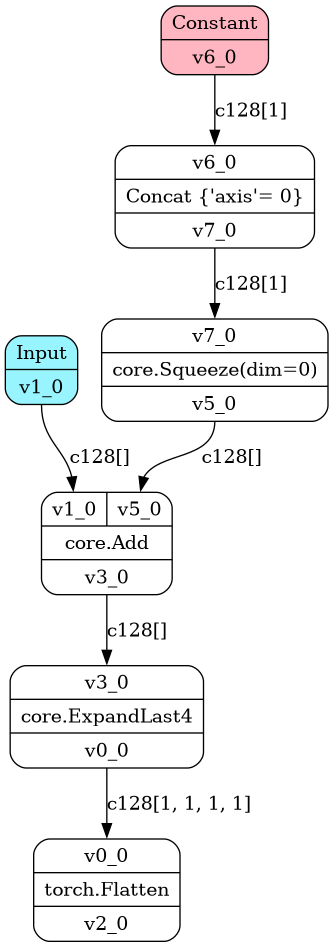 Constant
v6_0
c128[1]
v6_0
Concat {'axis'= 0}
v7_0
c128[1]
v7_0
core.Squeeze(dim=0)
v5_0
Input
v1_0
c128[]
c128[]
v1_0 v5_0
core.Add
v3_0
c128[]
v3_0
core.ExpandLast4
v0_0
c128[1, 1, 1, 1]
v0_0
torch.Flatten
v2_0